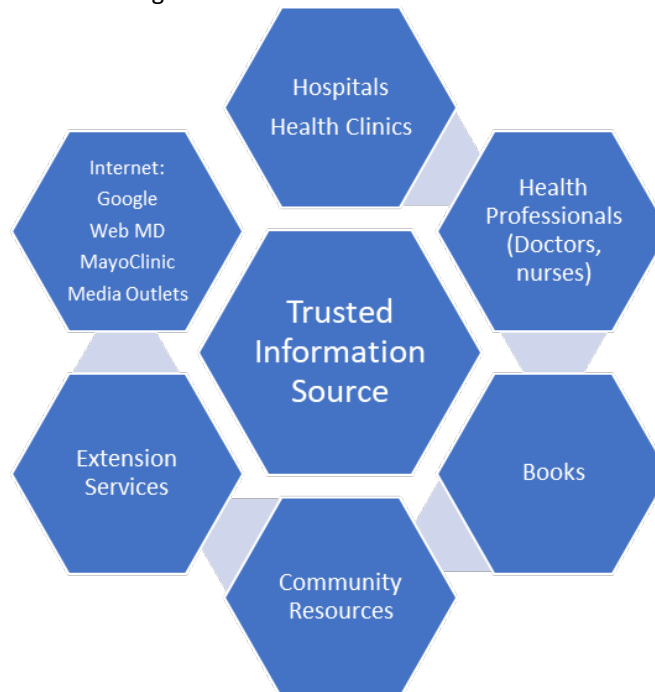 Hospitals
Health Clinics
Internet:
Google
Web MD
MayoClinic
Media Outlets
Health
Professionals
(Doctors,
nurses)
Trusted
Information
Source
Extension
Services
Books
Community
Resources